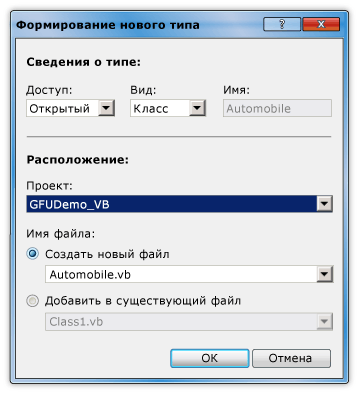 Формирование нового типа
Сведения о типе:
Доступ: Вид: Имя:
Открытый Класс Automobile
Расположение:
Проект:
GFUDemo_VB
Имя файла:
Создать новый файл
Automobile.vb
Добавить в существующий файл
Class1.vb
ОК Отмена